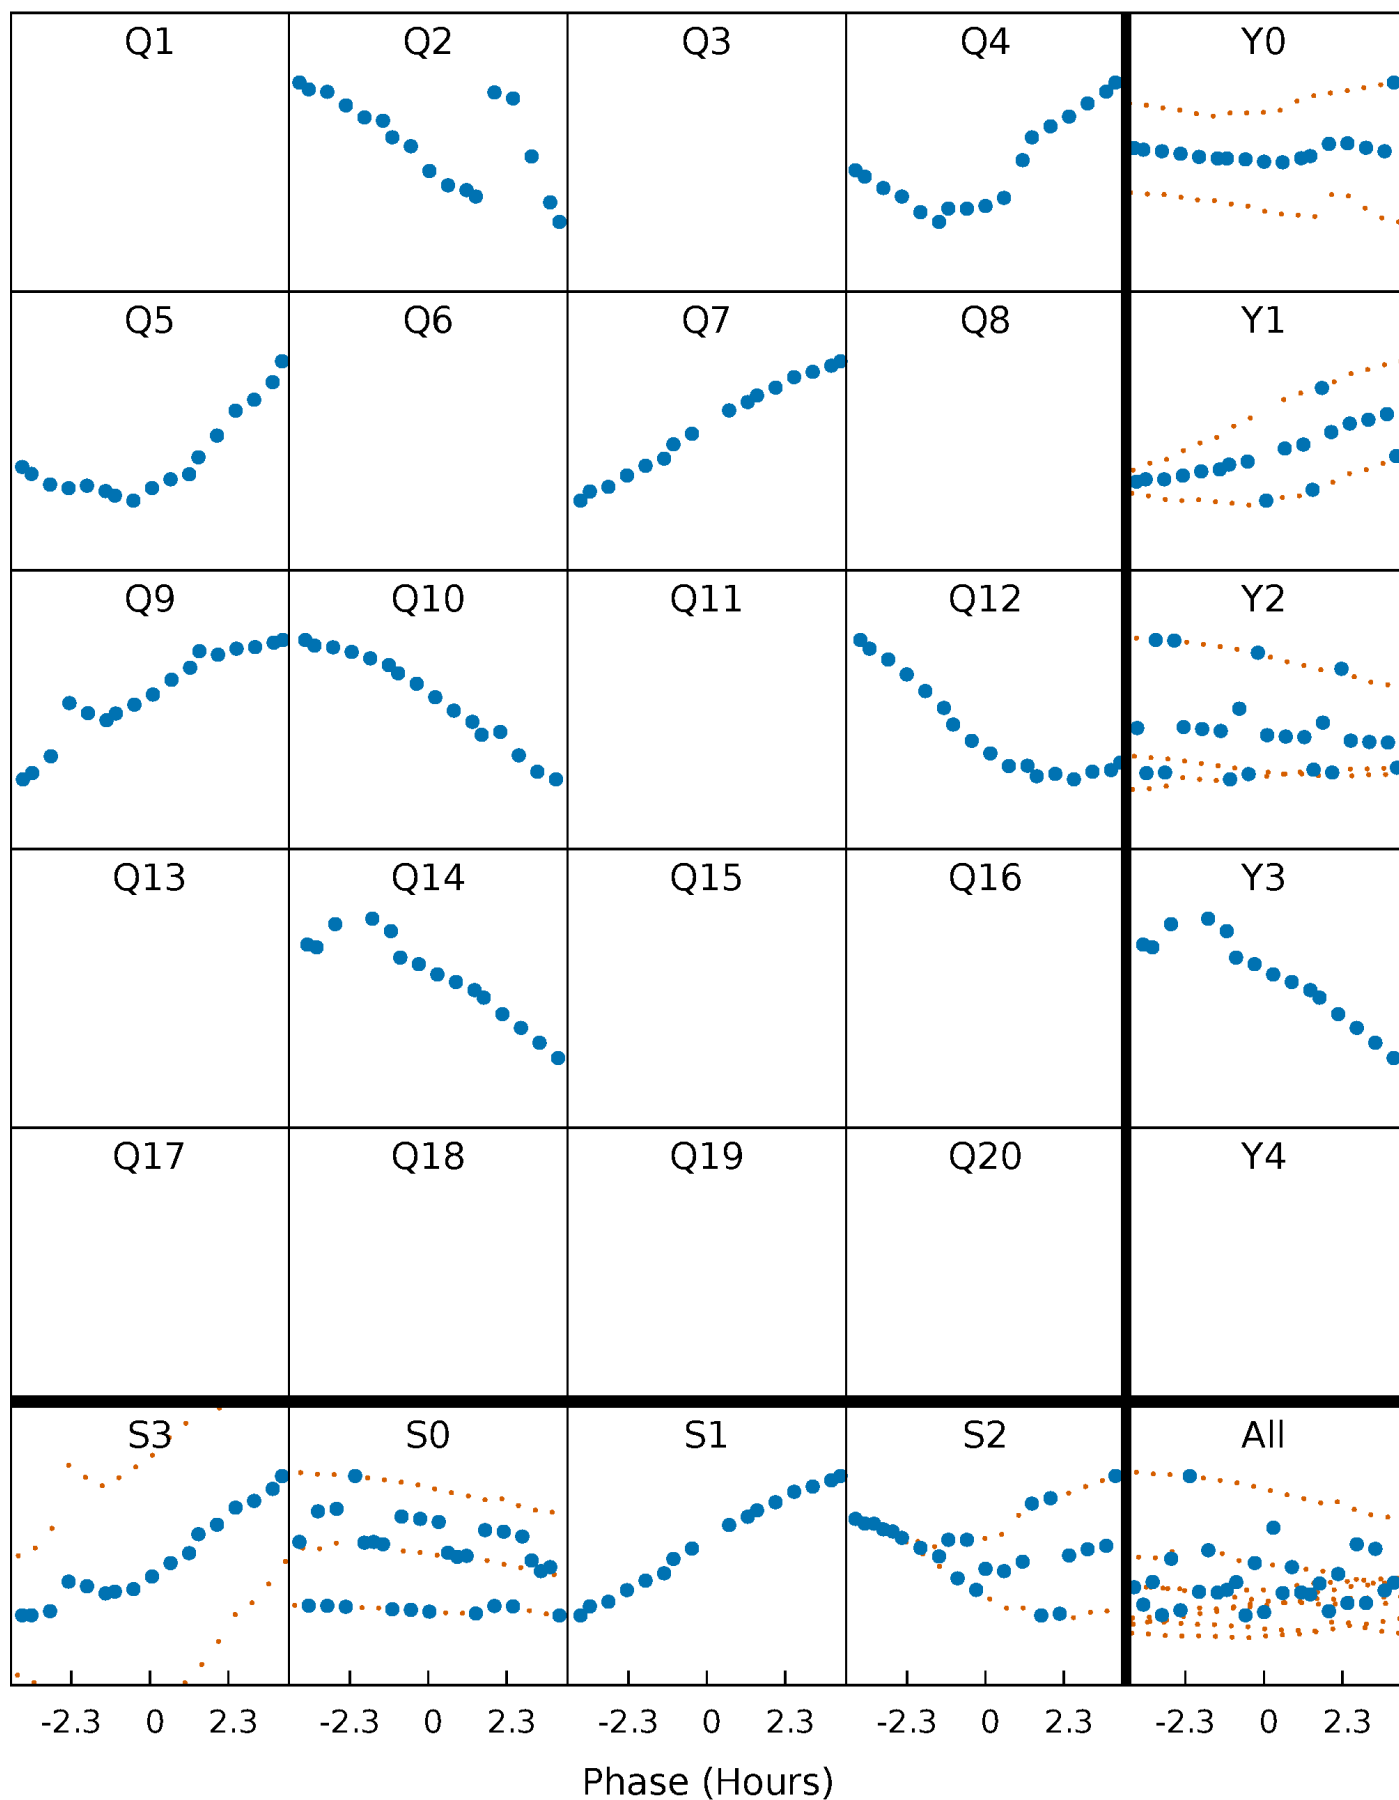 Q1 Q2 Q3 Q4 Y0
Q5 Q6 Q7 Q8 Y1
Q9 Q10 Q11 Q12 Y2
Q13 Q14 Q15 Q16 Y3
Q17 Q18 Q19 Q20 Y4
S3 S0 S1 S2 All
-2.3 0 2.3 -2.3 0 2.3 -2.3 0 2.3 -2.3 0 2.3 -2.3 0 2.3
Phase (Hours)